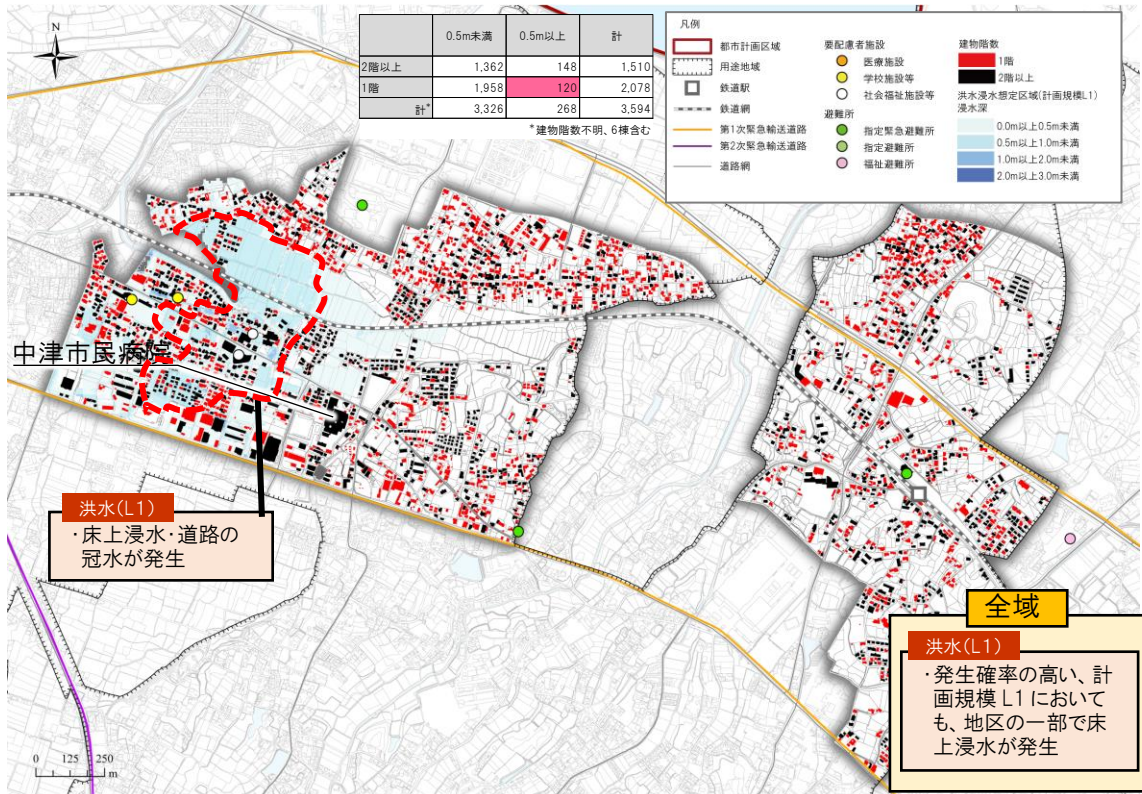 N
0.5m未満 0.5m以上 計
2階以上 1,362 148 1,510
1階 1,958 120 2,078
計* 3,326 268 3,594
*建物階数不明、6棟含む
凡例
都市計画区域
用途地域
鉄道駅
鉄道網
第1次緊急輸送道路
第2次緊急輸送道路
道路網
要配慮者施設
医療施設
学校施設等
社会福祉施設等
避難所
指定緊急避難所
指定避難所
福祉避難所
建物階数
1階
2階以上
洪水浸水想定区域(計画規模L1)
浸水深
0.0m以上0.5m未満
0.5m以上1.0m未満
1.0m以上2.0m未満
2.0m以上3.0m未満
中津市民病院
洪水(L1)
・床上浸水・道路の
冠水が発生
全域
洪水(L1)
・発生確率の高い、計
画規模L1において
も、地区の一部で床
上浸水が発生
0 125 250
m